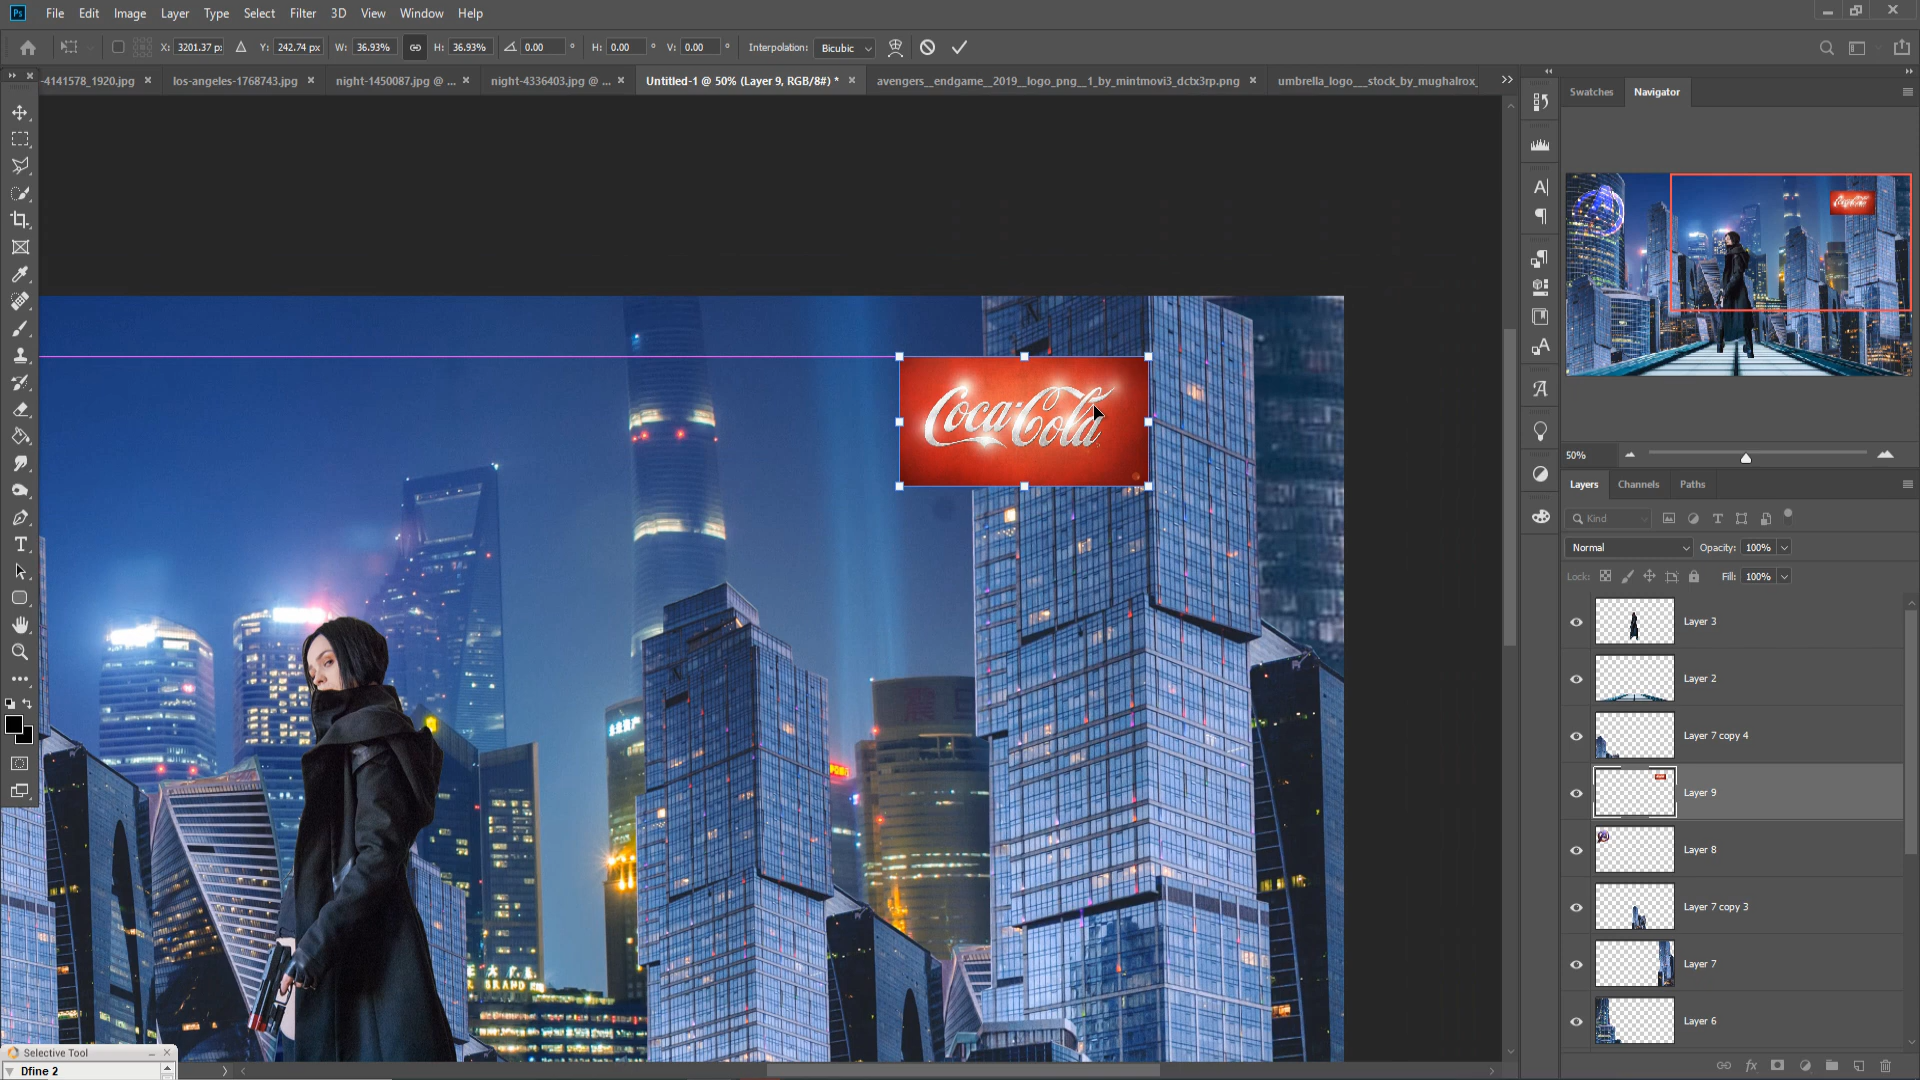 Ps File Edit Image Layer Type Select Filter 3D View Window Help
X: 3201.37 px Y: 242.74 px W: 36.93% H: 36.93% 0.00 ° H: 0.00 ° V: 0.00 ° Interpolation: Bicubic
-4141578_1920.jpg × los-angeles-1768743.jpg × night-1450087.jpg @ ... × night-4336403.jpg @ ... × Untitled-1 @ 50% (Layer 9, RGB/8#) * × avengers__endgame__2019__logo_png__1_by_mintmovi3_dctx3rp.png × umbrella_logo___stock_by_mughalrox_
Swatches Navigator
Coca-Cola
50%
Layers Channels Paths
Kind
Normal Opacity: 100%
Lock: Fill: 100%
Layer 3
Layer 2
Layer 7 copy 4
Layer 9
Layer 8
Layer 7 copy 3
Layer 7
Layer 6
Selective Tool
Dfine 2